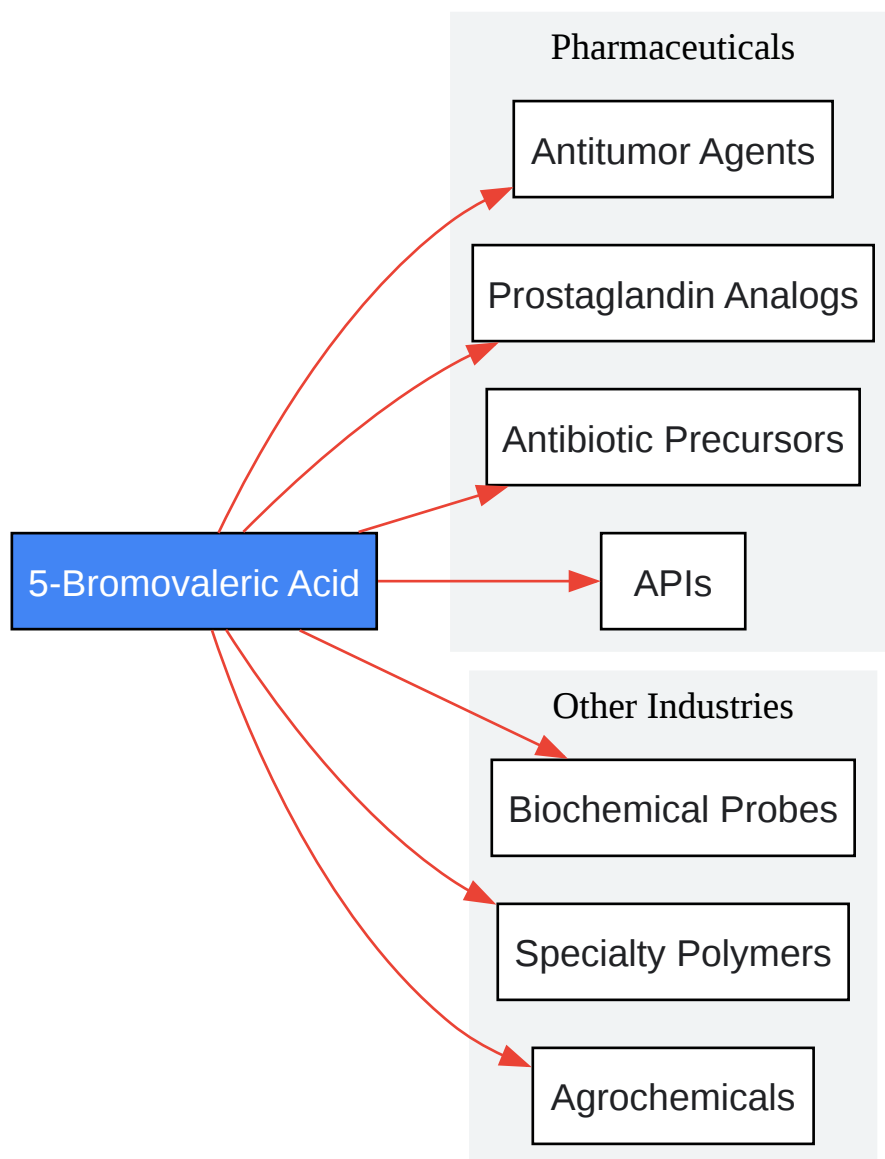 Pharmaceuticals
Antitumor Agents
Prostaglandin Analogs
Antibiotic Precursors
5-Bromovaleric Acid
APIs
Other Industries
Biochemical Probes
Specialty Polymers
Agrochemicals